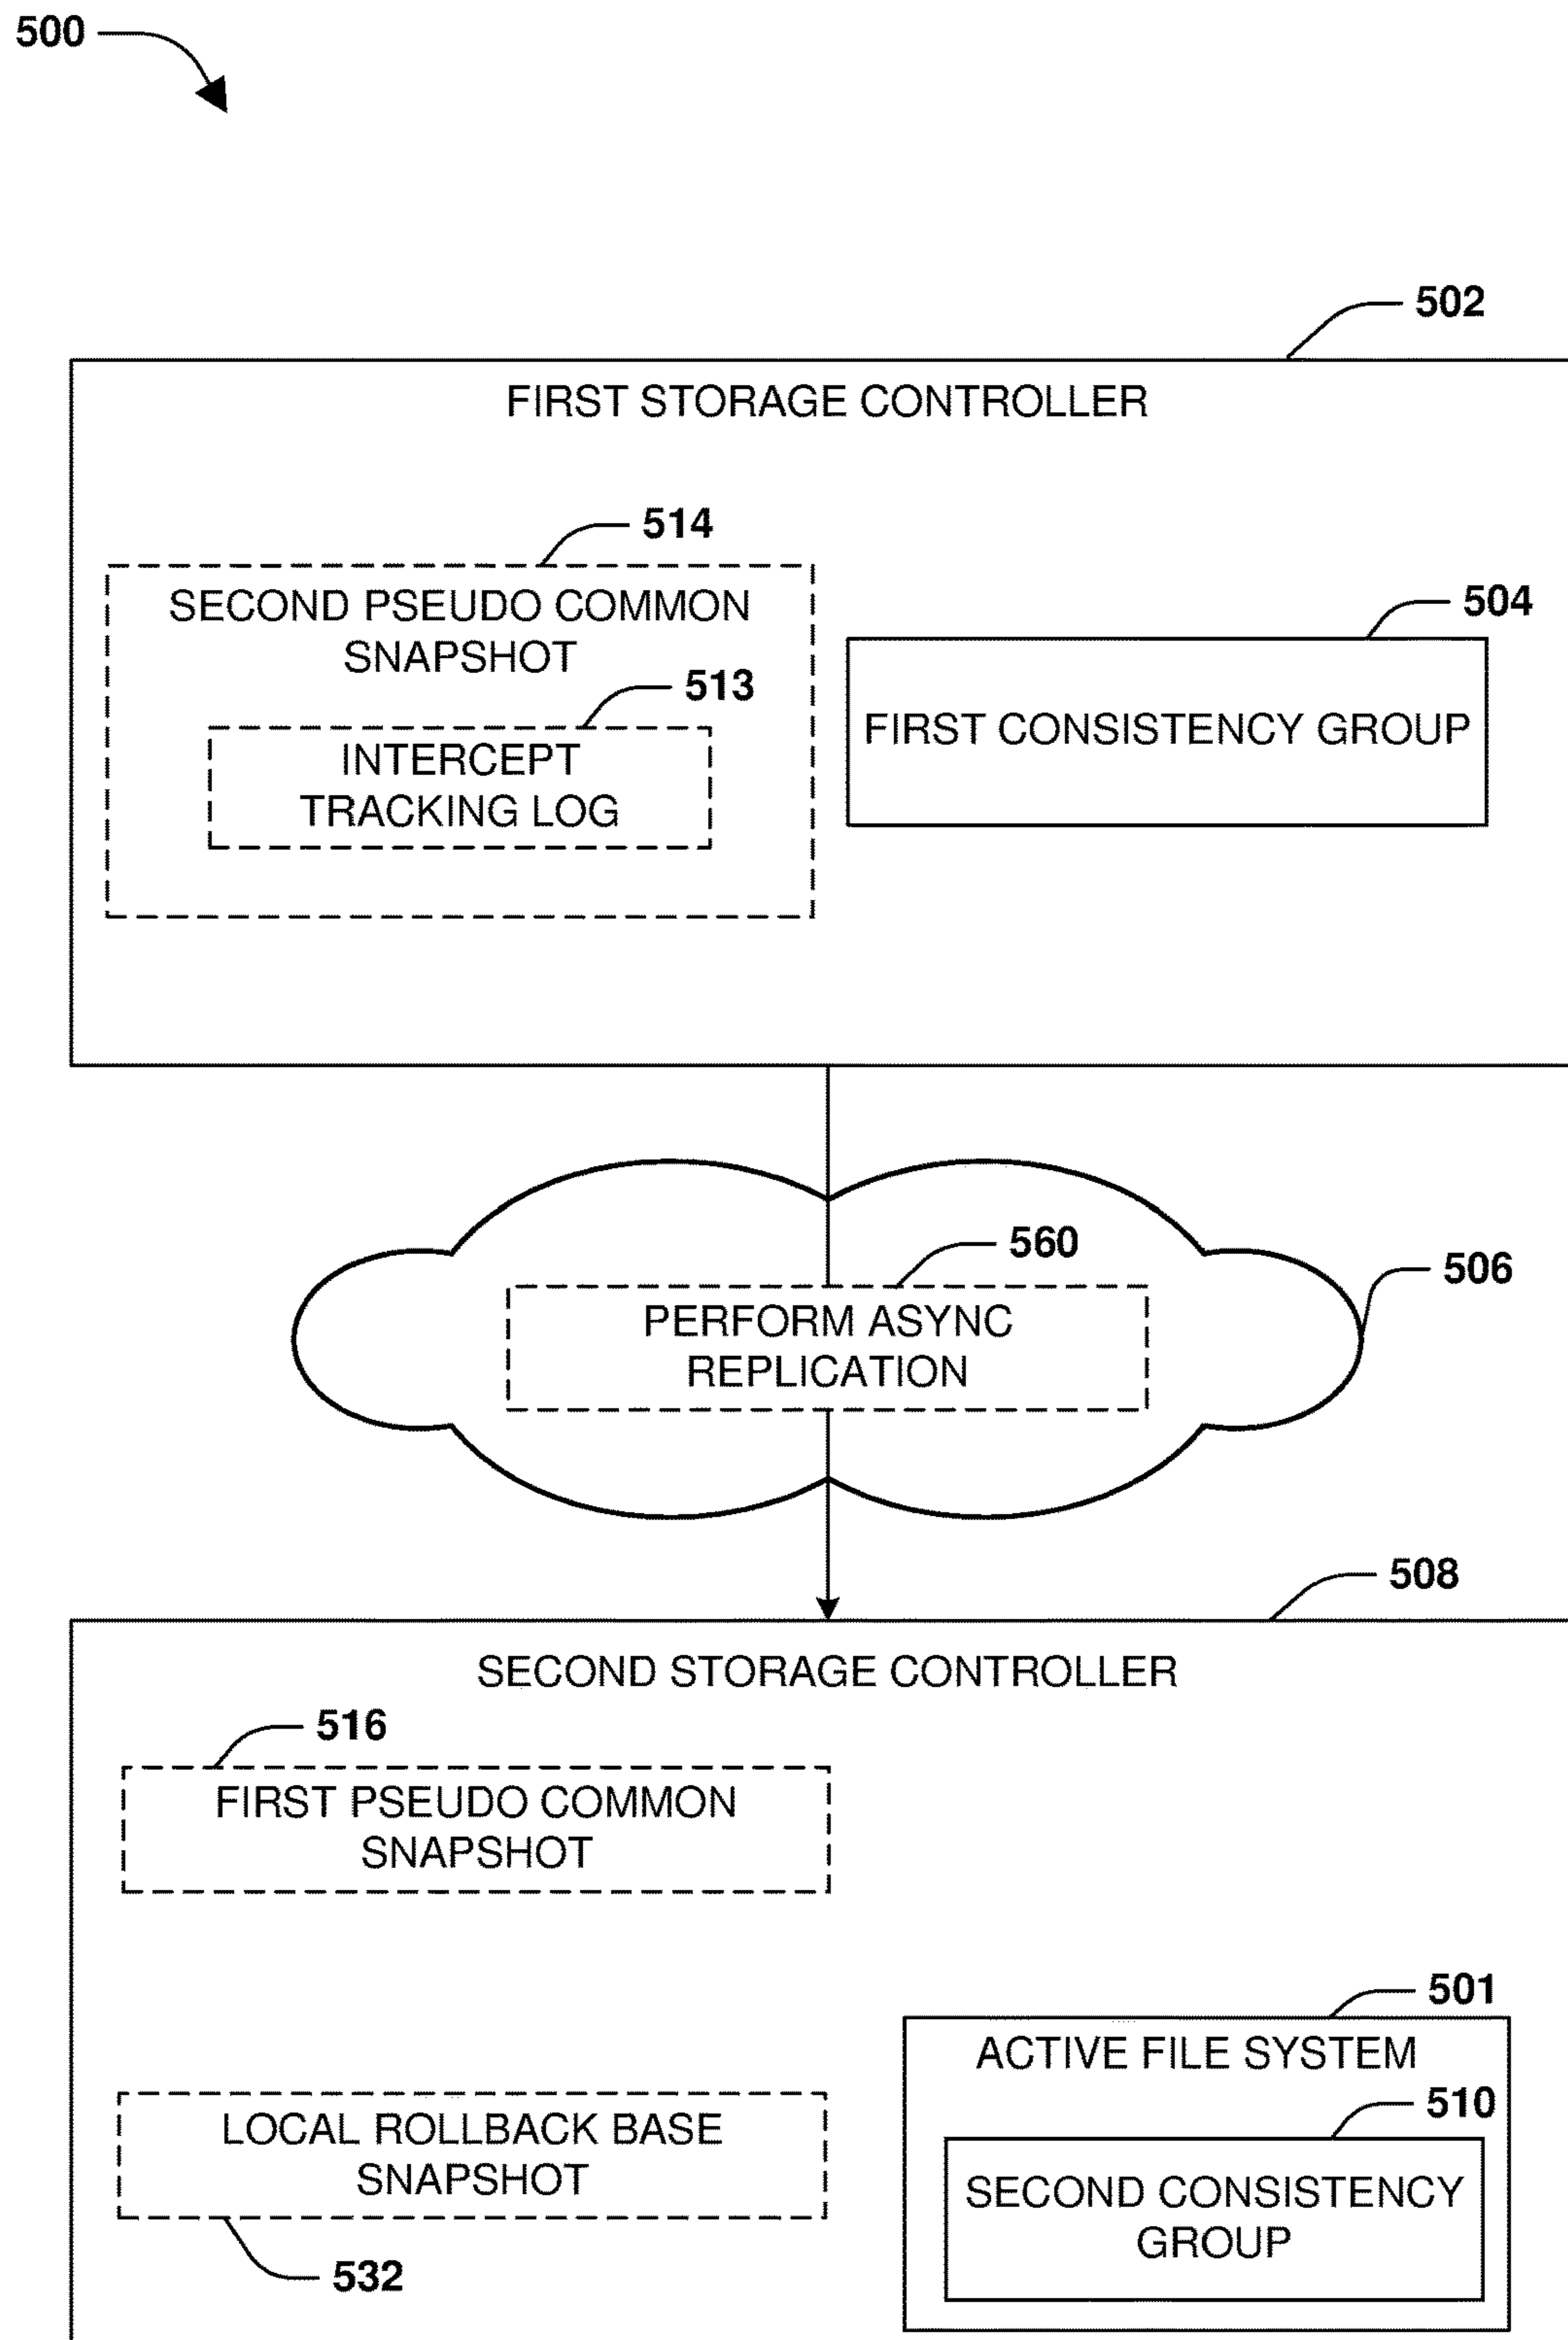 500
502
FIRST STORAGE CONTROLLER
514
SECOND PSEUDO COMMON
SNAPSHOT
513
INTERCEPT
TRACKING LOG
504
FIRST CONSISTENCY GROUP
560
PERFORM ASYNC
REPLICATION
506
508
SECOND STORAGE CONTROLLER
516
FIRST PSEUDO COMMON
SNAPSHOT
501
ACTIVE FILE SYSTEM
510
SECOND CONSISTENCY
GROUP
LOCAL ROLLBACK BASE
SNAPSHOT
532